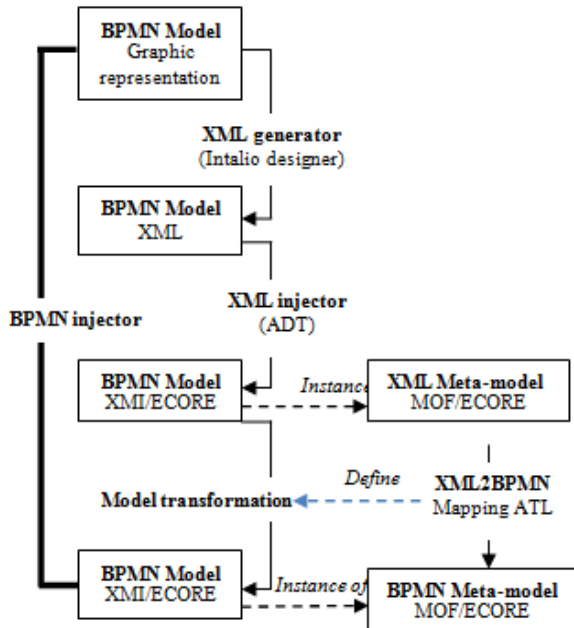 BPMN Model
Graphic
representation
XML generator
(Intalio designer)
BPMN Model
XML
XML injector
(ADT)
BPMN injector
BPMN Model
XMI/ECORE
Instance
XML Meta-model
MOF/ECORE
Define
XML2BPMN
Mapping ATL
Model transformation
BPMN Model
XMI/ECORE
Instance of
BPMN Meta-model
MOF/ECORE